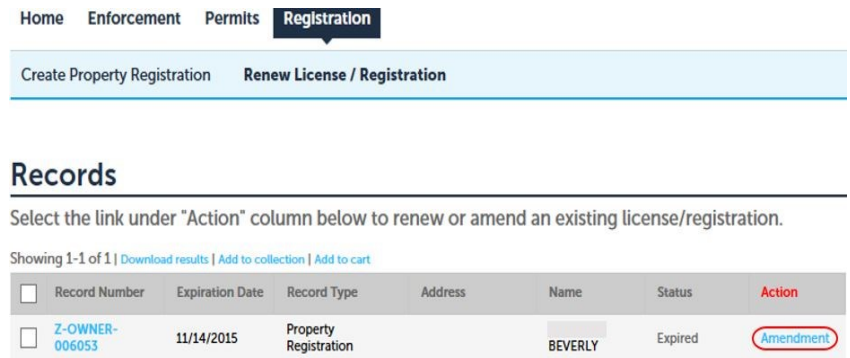 Home Enforcement Permits Registration
Create Property Registration Renew License / Registration
Records
Select the link under "Action" column below to renew or amend an existing license/registration.
Showing 1-1 of 1 | Download results | Add to collection | Add to cart
Record Number Expiration Date Record Type Address Name Status Action
Z-OWNER-
006053 11/14/2015 Property
Registration BEVERLY Expired Amendment